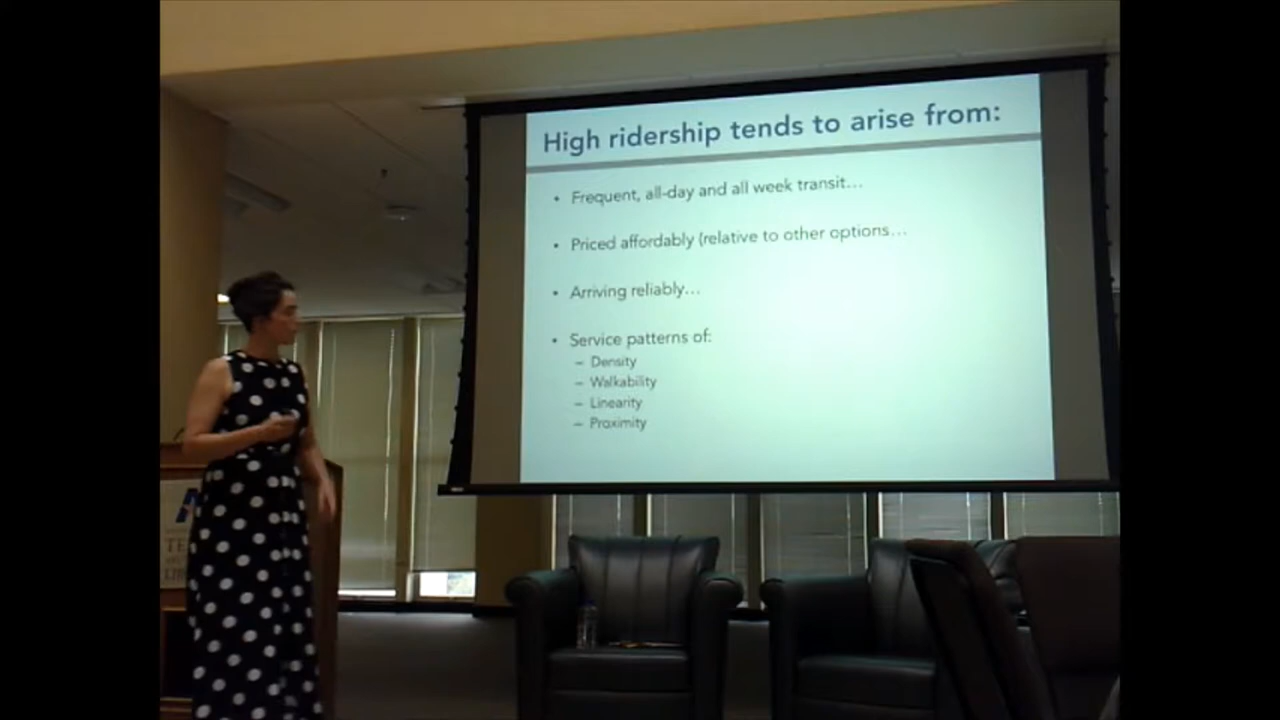 High ridership tends to arise from:
• Frequent, all-day and all week transit…
• Priced affordably (relative to other options…
• Arriving reliably…
• Service patterns of:
– Density
– Walkability
– Linearity
– Proximity